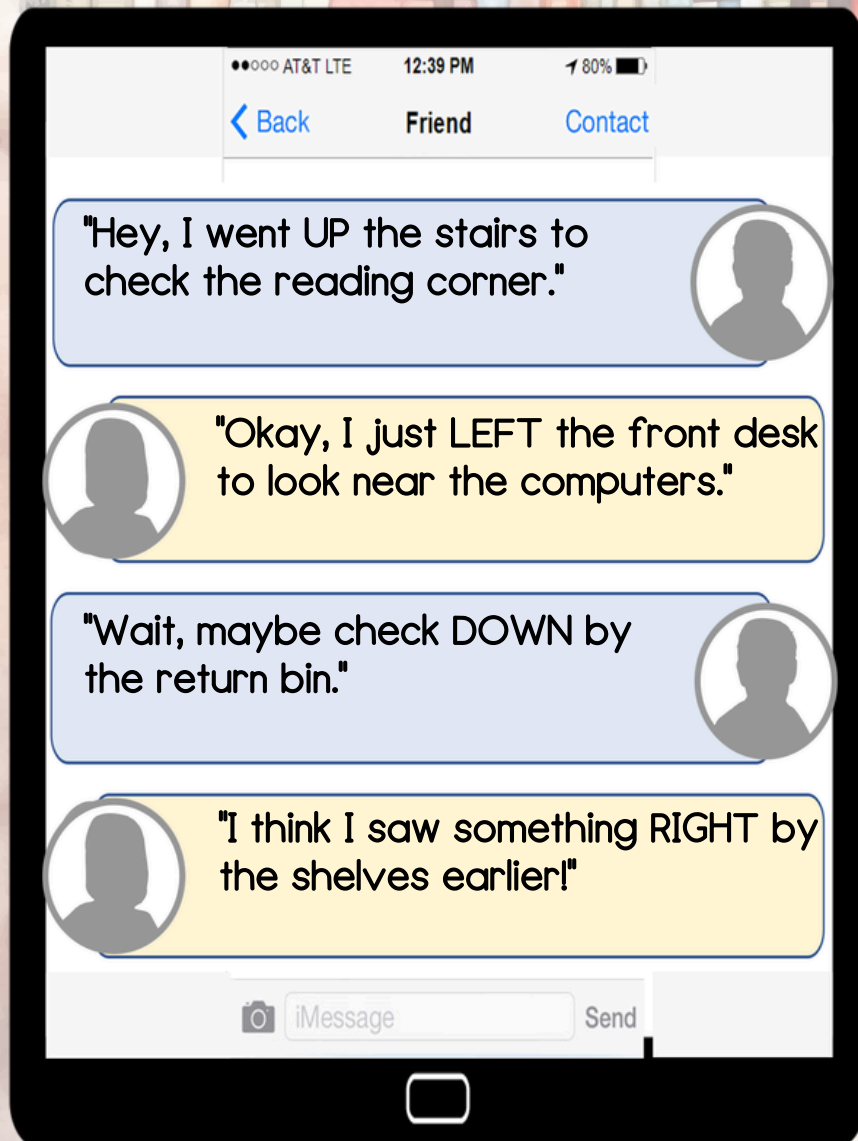 ●●○○○ AT&T LTE 12:39 PM 80%
Back Friend Contact
"Hey, I went UP the stairs to
check the reading corner."
"Okay, I just LEFT the front desk
to look near the computers."
"Wait, maybe check DOWN by
the return bin."
"I think I saw something RIGHT by
the shelves earlier!"
iMessage Send